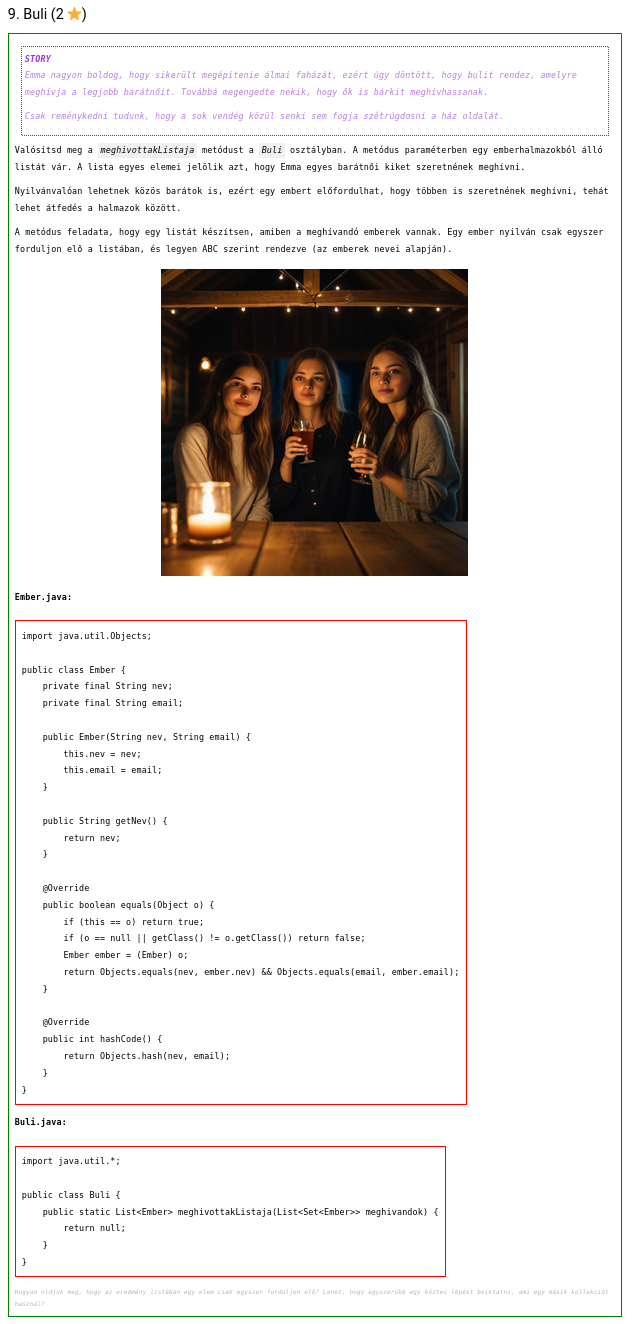 9. Buli (2 ⭐)
STORY
Emma nagyon boldog, hogy sikerült megépítenie álmai faházát, ezért úgy döntött, hogy bulit rendez, amelyre
meghívja a legjobb barátnőit. Továbbá megengedte nekik, hogy ők is bárkit meghívhassanak.
Csak reménykedni tudunk, hogy a sok vendég közül senki sem fogja szétrúgdosni a ház oldalát.
Valósítsd meg a meghivottakListaja metódust a Buli osztályban. A metódus paraméterben egy emberhalmazokból álló
listát vár. A lista egyes elemei jelölik azt, hogy Emma egyes barátnői kiket szeretnének meghívni.
Nyilvánvalóan lehetnek közös barátok is, ezért egy embert előfordulhat, hogy többen is szeretnének meghívni, tehát
lehet átfedés a halmazok között.
A metódus feladata, hogy egy listát készítsen, amiben a meghívandó emberek vannak. Egy ember nyilván csak egyszer
forduljon elő a listában, és legyen ABC szerint rendezve (az emberek nevei alapján).
Ember.java:
import java.util.Objects;
public class Ember {
    private final String nev;
    private final String email;
    public Ember(String nev, String email) {
        this.nev = nev;
        this.email = email;
    }
    public String getNev() {
        return nev;
    }
    @Override
    public boolean equals(Object o) {
        if (this == o) return true;
        if (o == null || getClass() != o.getClass()) return false;
        Ember ember = (Ember) o;
        return Objects.equals(nev, ember.nev) && Objects.equals(email, ember.email);
    }
    @Override
    public int hashCode() {
        return Objects.hash(nev, email);
    }
}
Buli.java:
import java.util.*;
public class Buli {
    public static List<Ember> meghivottakListaja(List<Set<Ember>> meghivandok) {
        return null;
    }
}
Hogyan oldjuk meg, hogy az eredmény listában egy elem csak egyszer forduljon elő? Lehet, hogy egyszerűbb egy köztes lépést beiktatni, ami egy másik kollekciót
használ?